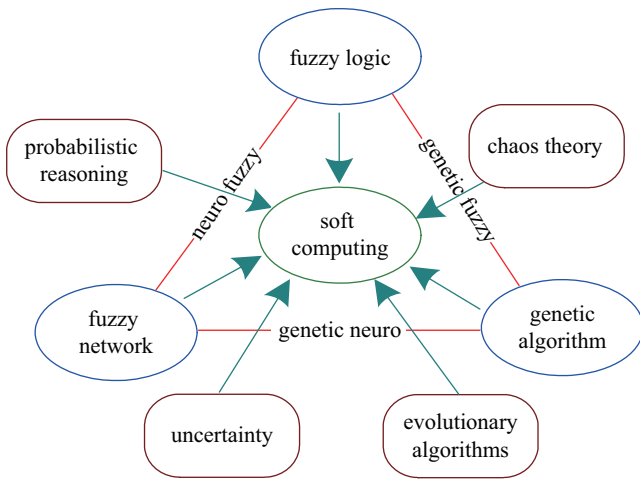 fuzzy logic
probabilistic
reasoning
chaos theory
neuro fuzzy
genetic fuzzy
soft
computing
fuzzy
network
genetic neuro
genetic
algorithm
uncertainty
evolutionary
algorithms